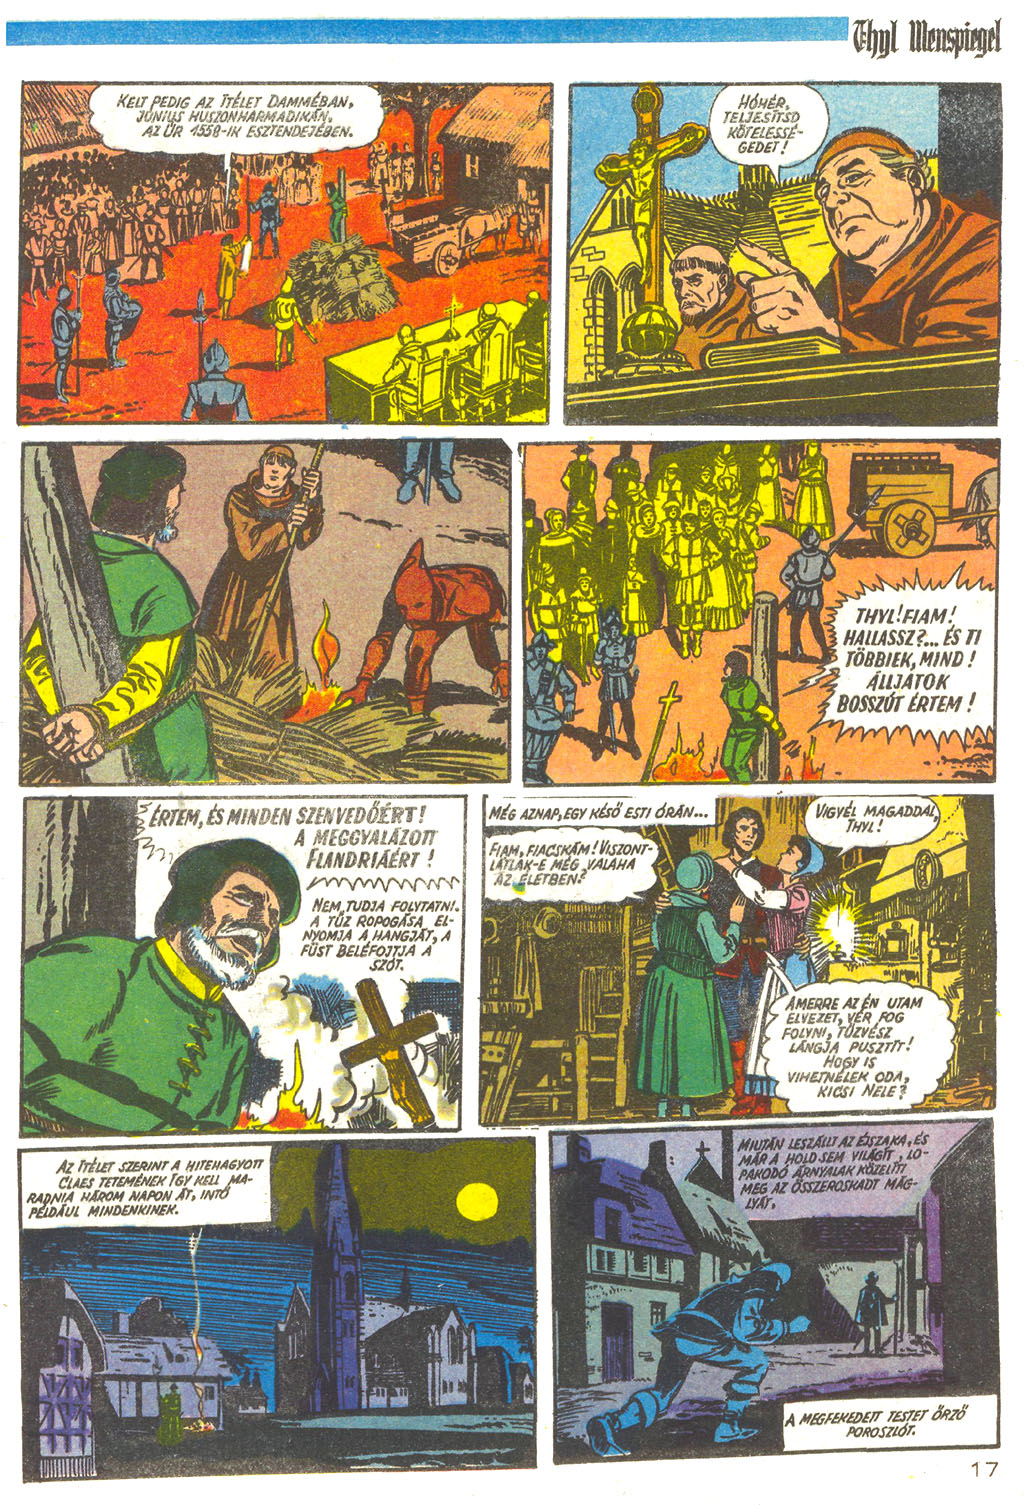 Thyl Ulenspiegel
KELT PEDIG AZ ÍTÉLET DAMMÉBAN,
JÚNIUS HUSZONHARMADIKÁN,
AZ ÚR 1558-IK ESZTENDEJÉBEN.
HÓHÉR,
TELJESÍTSD
KÖTELESSÉ-
GEDET!
THYL! FIAM!
HALLASSZ?... ÉS TI
TÖBBIEK, MIND!
ÁLLJATOK
BOSSZÚT ÉRTEM!
ÉRTEM, ÉS MINDEN SZENVEDŐÉRT!
A MEGGYALÁZOTT
FLANDRIÁÉRT!
NEM TUDJA FOLYTATNI.
A TŰZ ROPOGÁSA EL-
NYOMJA A HANGJÁT, A
FÜST BELÉFOJTJA A
SZÓT.
MÉG AZNAP, EGY KÉSŐ ESTI ÓRÁN...
FIAM, FIACSKÁM! VISZONT-
LÁTLAK-E MÉG VALAHA
AZ ÉLETBEN?
VIGYÉL MAGADDAL,
THYL!
AMERRE AZ ÉN UTAM
ELVEZET, VÉR FOG
FOLYNI, TŰZVÉSZ
LÁNGJA PUSZTÍT!
HOGY IS
VIHETNÉLEK ODA,
KICSI NELE?
AZ ÍTÉLET SZERINT A HITEHAGYOTT
CLAES TETEMÉNEK ÍGY KELL MA-
RADNIA HÁROM NAPON ÁT, INTŐ
PÉLDÁUL MINDENKINEK.
MIUTÁN LESZÁLLT AZ ÉJSZAKA, ÉS
MÁR A HOLD SEM VILÁGÍT, LO-
PAKODÓ ÁRNYALAK KÖZELÍTI
MEG AZ ÖSSZEROSKADT MÁG-
LYÁT,
A MEGFEKEDETT TESTET ŐRZŐ
POROSZLÓT.
17